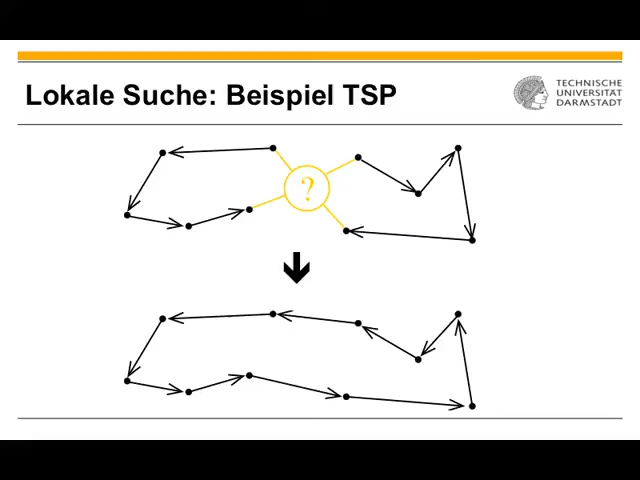 Lokale Suche: Beispiel TSP
TECHNISCHE
UNIVERSITÄT
DARMSTADT
?